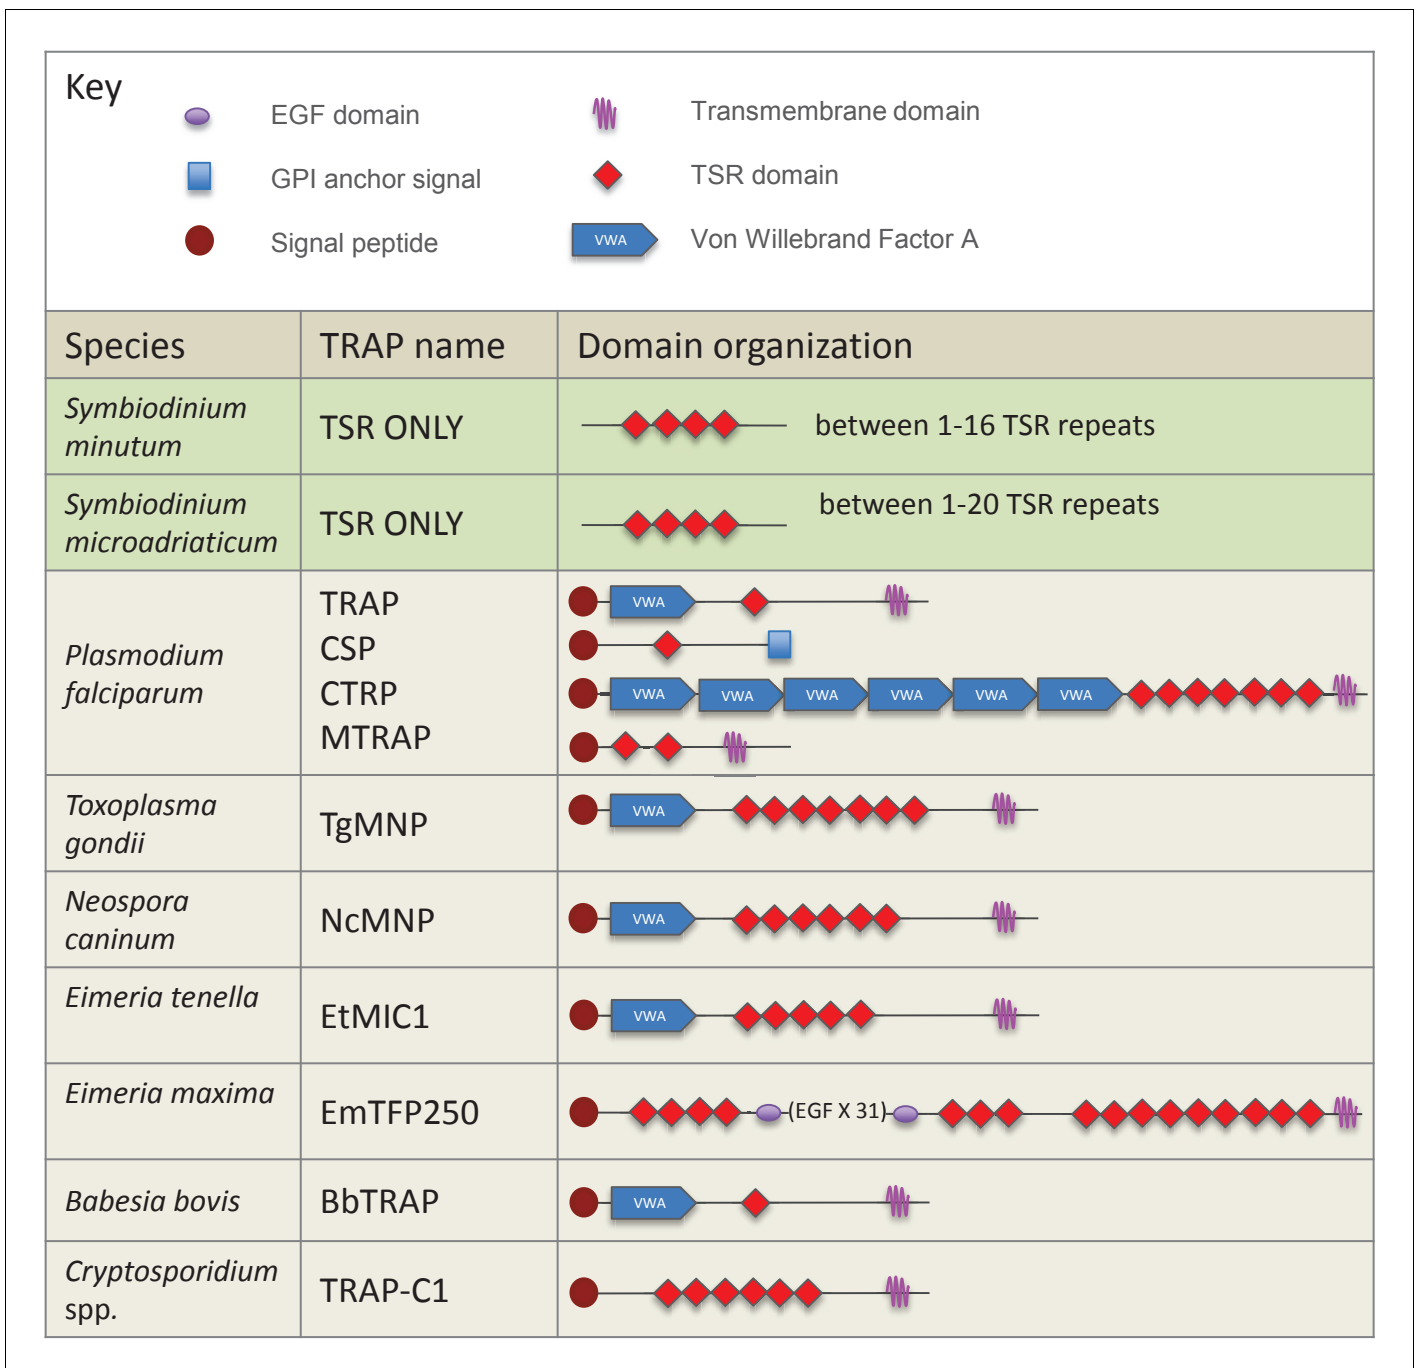 Key
EGF domain
Transmembrane domain
GPI anchor signal
TSR domain
Signal peptide
VWA
Von Willebrand Factor A
Species
TRAP name
Domain organization
Symbiodinium
minutum
TSR ONLY
between 1-16 TSR repeats
Symbiodinium
microadriaticum
TSR ONLY
between 1-20 TSR repeats
Plasmodium
falciparum
TRAP
VWA
CSP
CTRP
VWA VWA VWA VWA VWA VWA
MTRAP
Toxoplasma
gondii
TgMNP
VWA
Neospora
caninum
NcMNP
VWA
Eimeria tenella
EtMIC1
VWA
Eimeria maxima
EmTFP250
(EGF X 31)
Babesia bovis
BbTRAP
VWA
Cryptosporidium
spp.
TRAP-C1